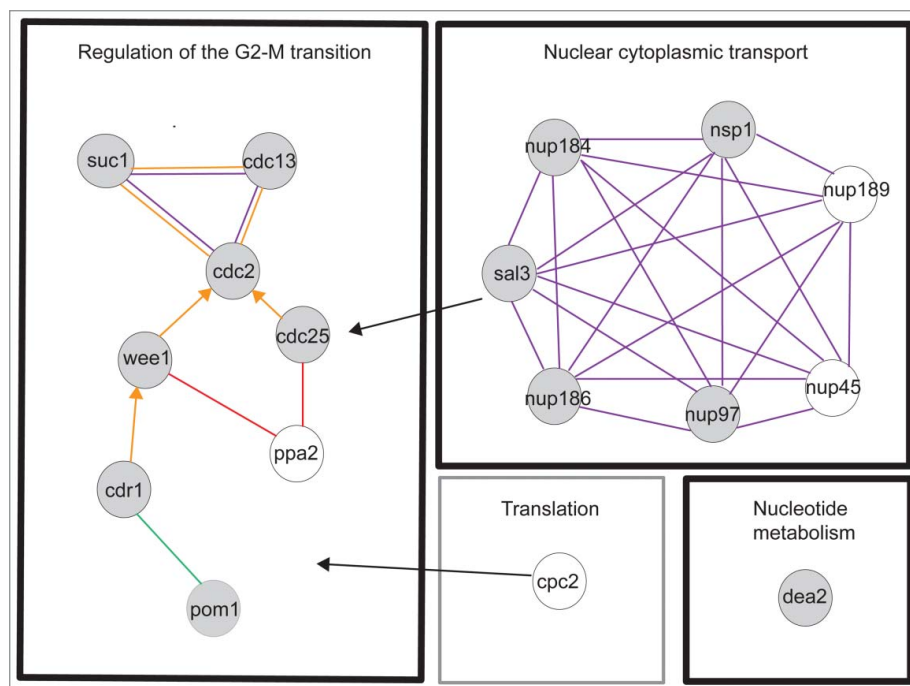 Regulation of the G2-M transition
suc1
cdc13
cdc2
cdc25
wee1
ppa2
cdr1
pom1
Nuclear cytoplasmic transport
nsp1
nup184
nup189
sal3
nup45
nup186
nup97
Translation
cpc2
Nucleotide
metabolism
dea2